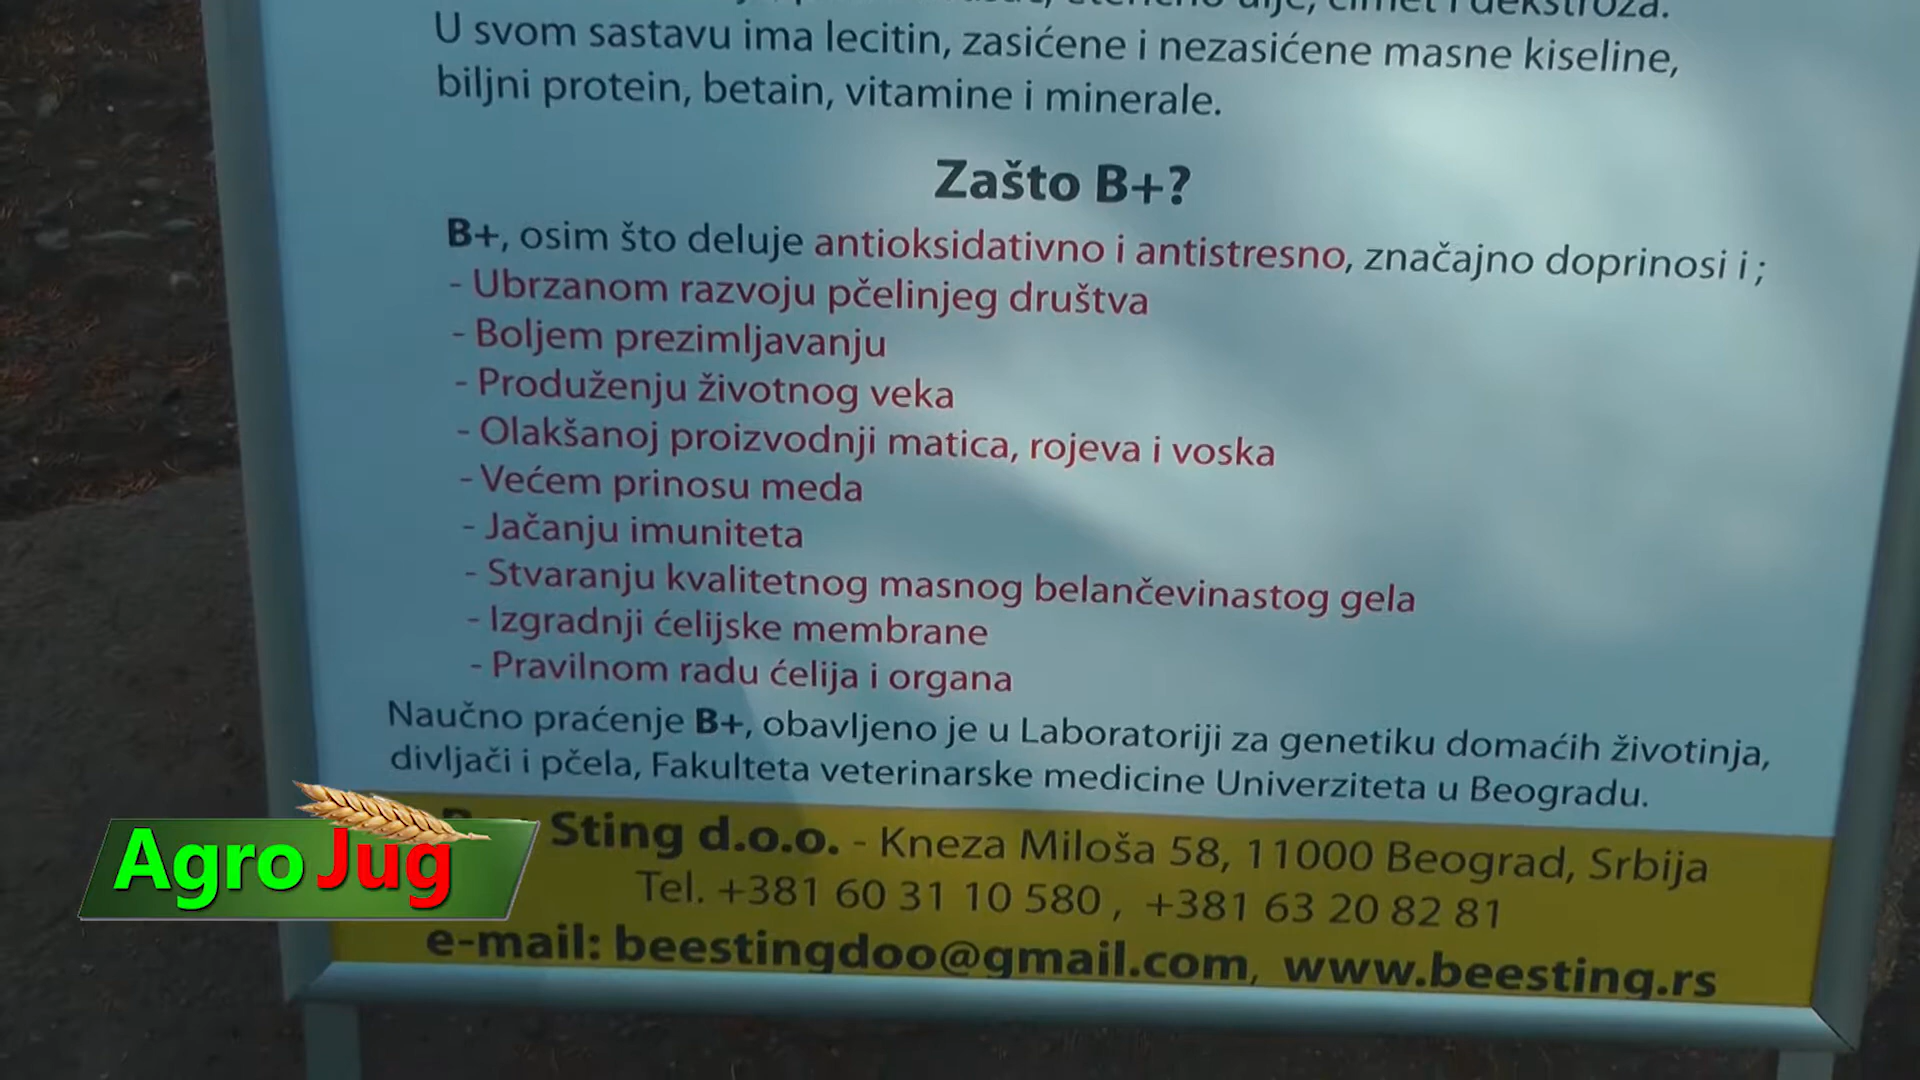 ulje, cimet i dekstroza.
U svom sastavu ima lecitin, zasićene i nezasićene masne kiseline,
biljni protein, betain, vitamine i minerale.
Zašto B+?
B+, osim što deluje antioksidativno i antistresno, značajno doprinosi i ;
- Ubrzanom razvoju pčelinjeg društva
- Boljem prezimljavanju
- Produženju životnog veka
- Olakšanoj proizvodnji matica, rojeva i voska
- Većem prinosu meda
- Jačanju imuniteta
- Stvaranju kvalitetnog masnog belančevinastog gela
- Izgradnji ćelijske membrane
- Pravilnom radu ćelija i organa
Naučno praćenje B+, obavljeno je u Laboratoriji za genetiku domaćih životinja,
divljači i pčela, Fakulteta veterinarske medicine Univerziteta u Beogradu.
Sting d.o.o. - Kneza Miloša 58, 11000 Beograd, Srbija
Tel. +381 60 31 10 580 , +381 63 20 82 81
e-mail: beestingdoo@gmail.com, www.beesting.rs
Agro Jug